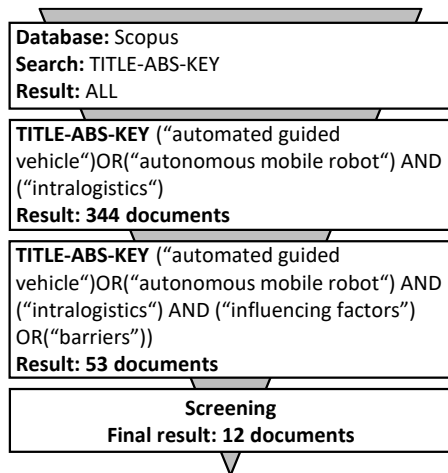 Database: Scopus
Search: TITLE-ABS-KEY
Result: ALL
TITLE-ABS-KEY (“automated guided
vehicle“)OR(“autonomous mobile robot“) AND
(“intralogistics“)
Result: 344 documents
TITLE-ABS-KEY (“automated guided
vehicle“)OR(“autonomous mobile robot“) AND
(“intralogistics“) AND (“influencing factors”)
OR(“barriers”))
Result: 53 documents
Screening
Final result: 12 documents